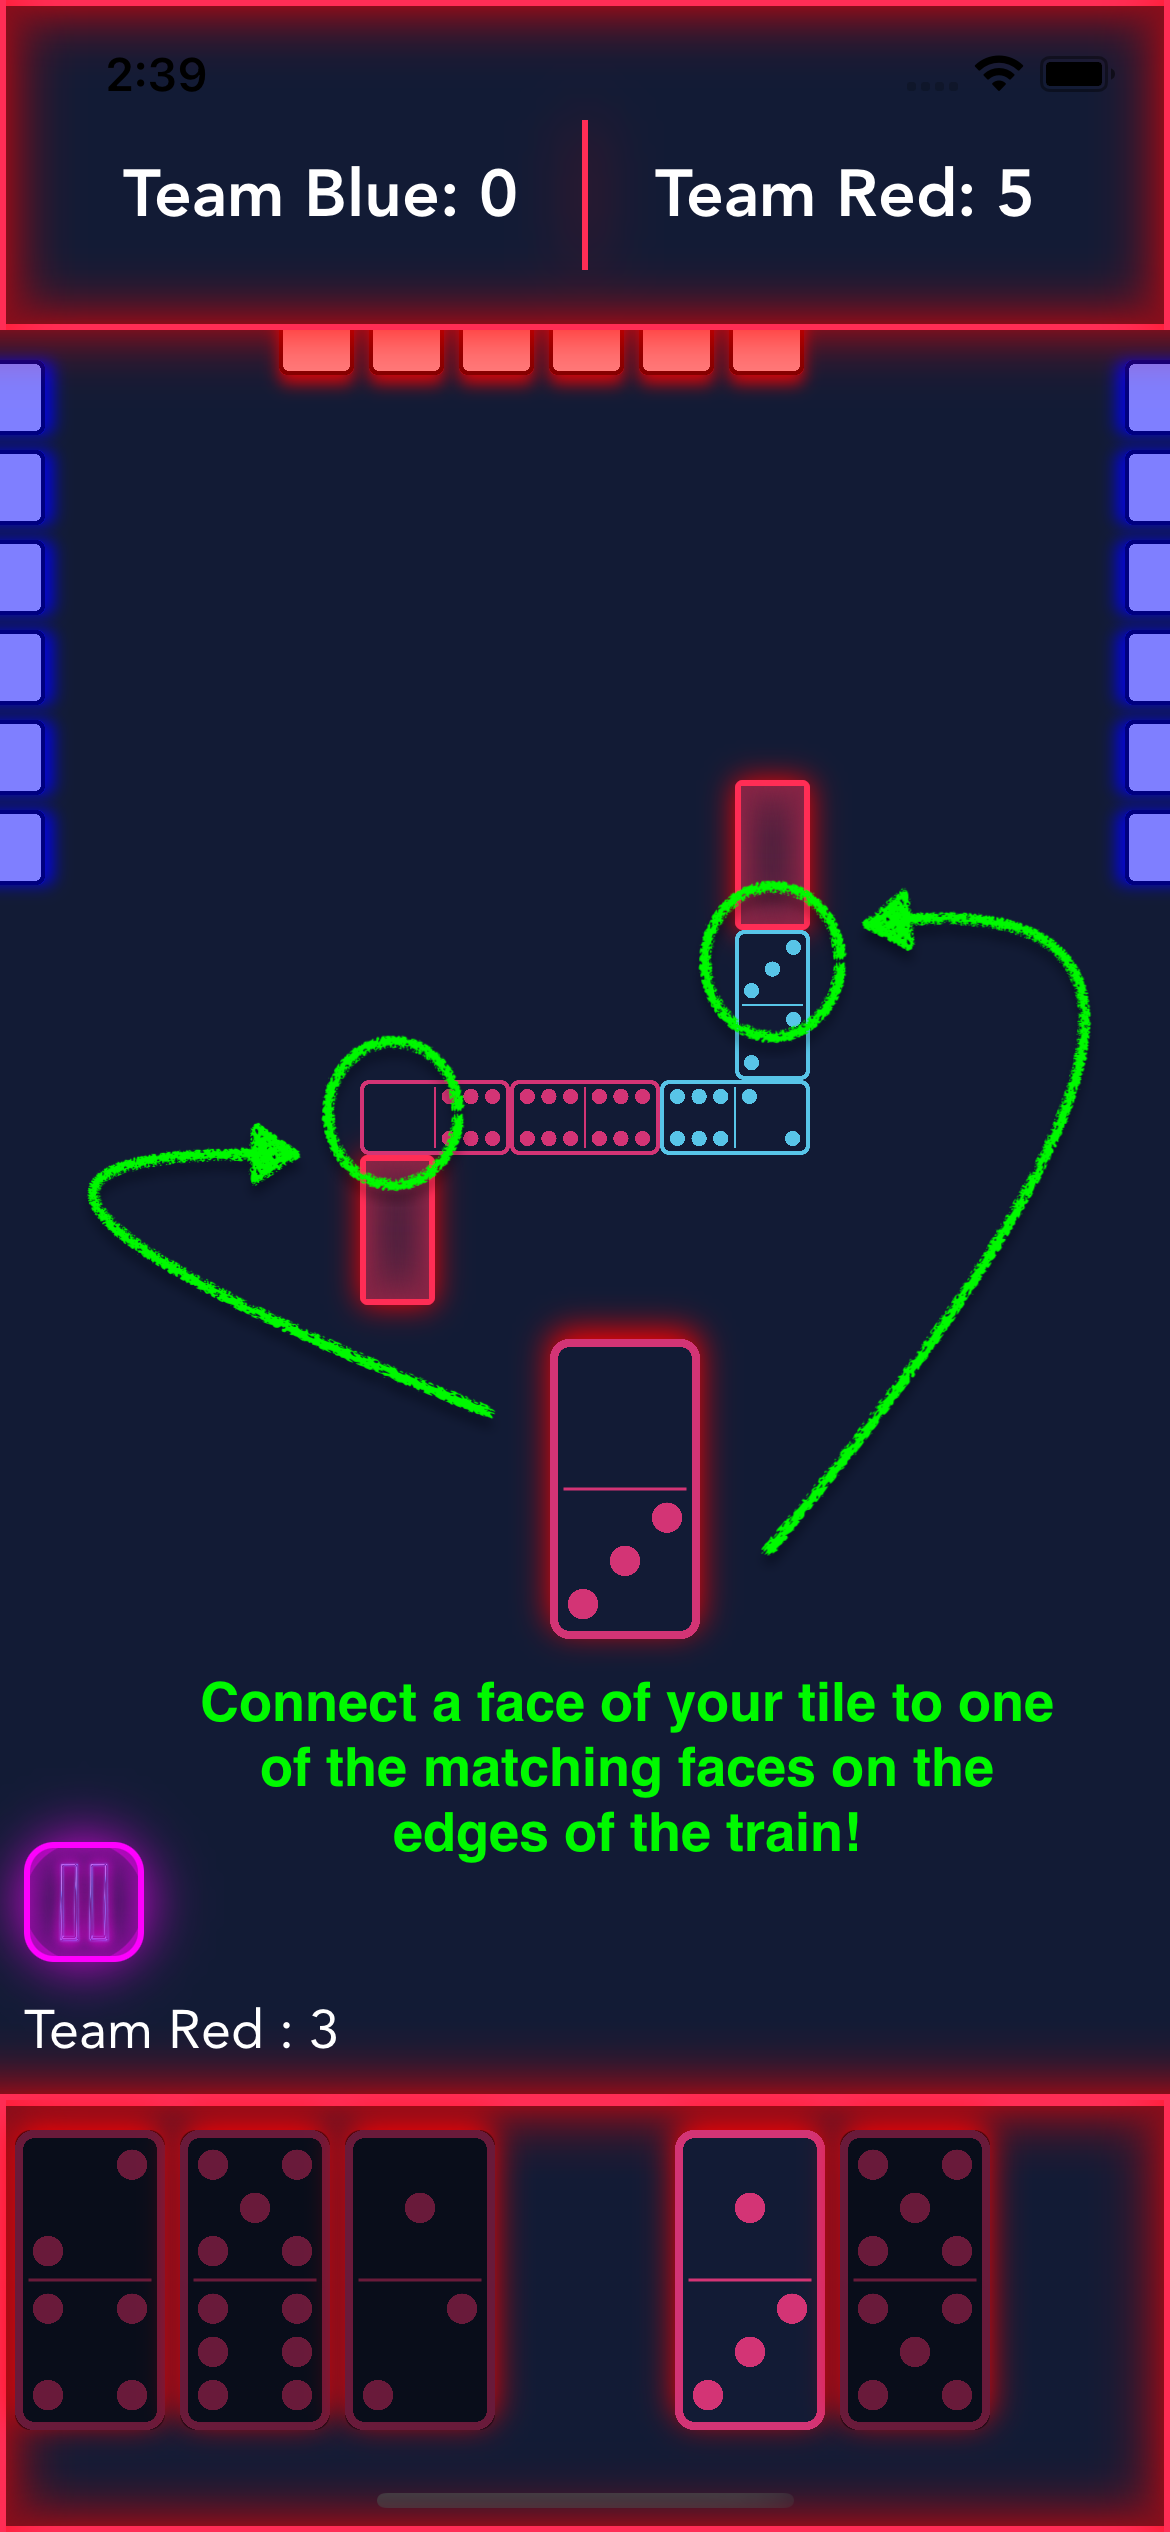 2:39
Team Blue: 0
Team Red: 5
Connect a face of your tile to one
of the matching faces on the
edges of the train!
Team Red : 3